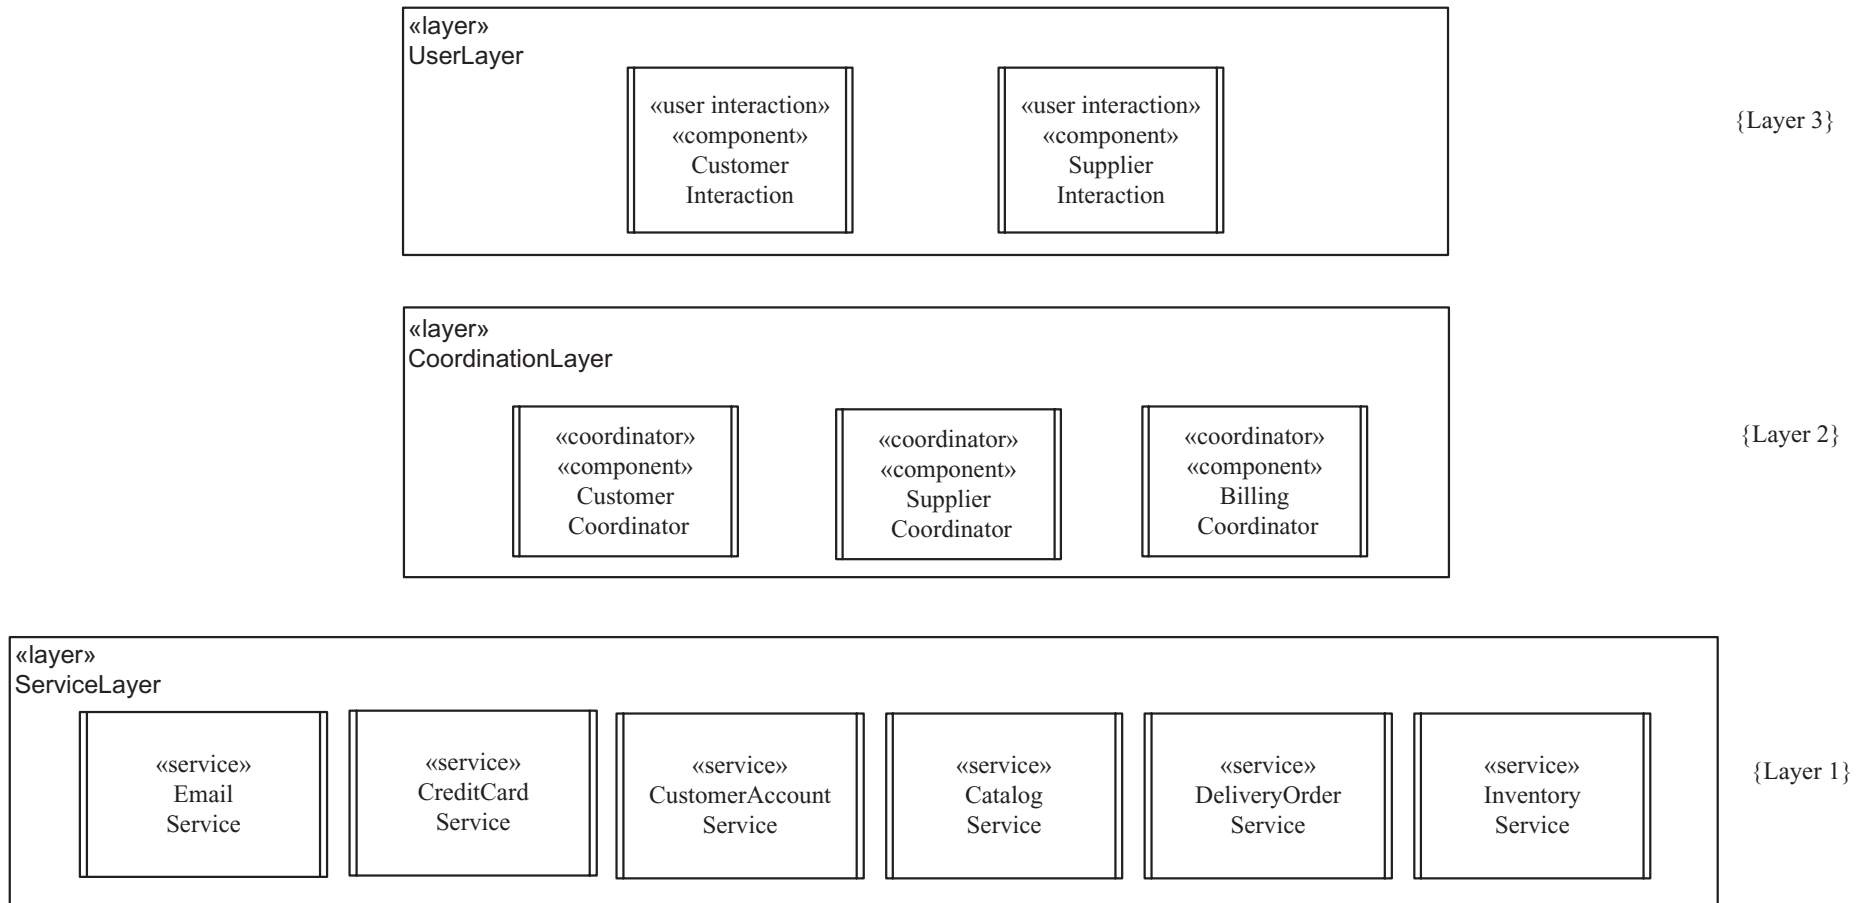 «layer»
UserLayer
«user interaction»
«component»
Customer
Interaction
«user interaction»
«component»
Supplier
Interaction
{Layer 3}
«layer»
CoordinationLayer
«coordinator»
«component»
Customer
Coordinator
«coordinator»
«component»
Supplier
Coordinator
«coordinator»
«component»
Billing
Coordinator
{Layer 2}
«layer»
ServiceLayer
«service»
Email
Service
«service»
CreditCard
Service
«service»
CustomerAccount
Service
«service»
Catalog
Service
«service»
DeliveryOrder
Service
«service»
Inventory
Service
{Layer 1}